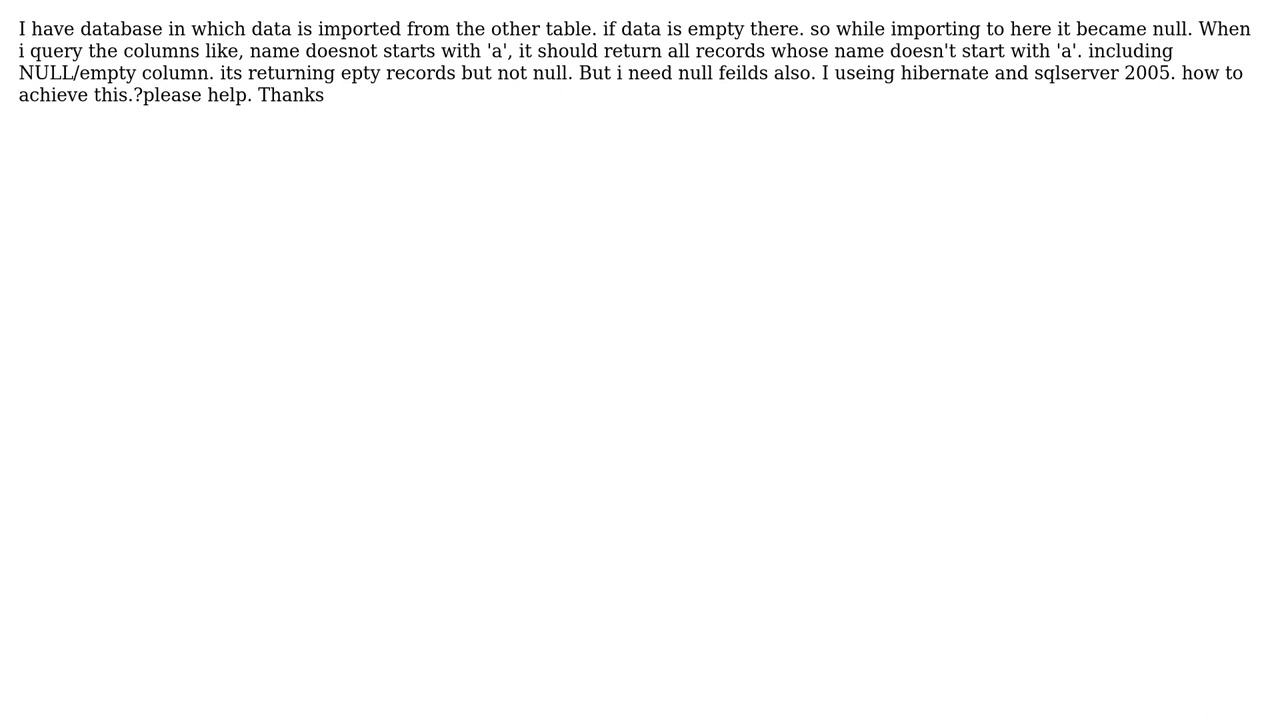 I have database in which data is imported from the other table. if data is empty there. so while importing to here it became null. When
i query the columns like, name doesnot starts with 'a', it should return all records whose name doesn't start with 'a'. including
NULL/empty column. its returning epty records but not null. But i need null feilds also. I useing hibernate and sqlserver 2005. how to
achieve this.?please help. Thanks